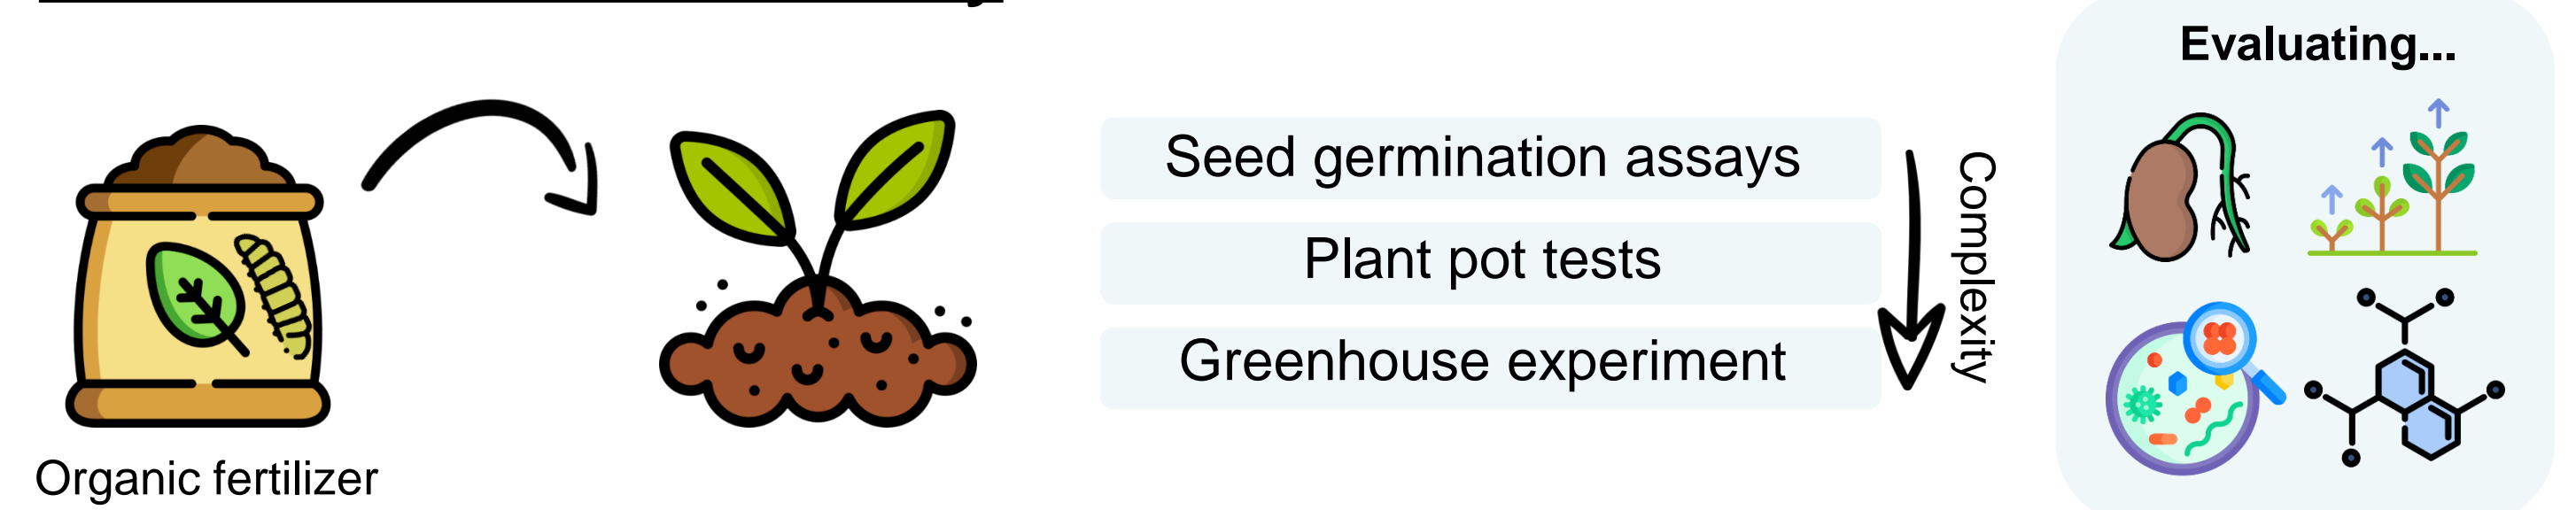 Organic fertilizer
Seed germination assays
Plant pot tests
Greenhouse experiment
Complexity
Evaluating...